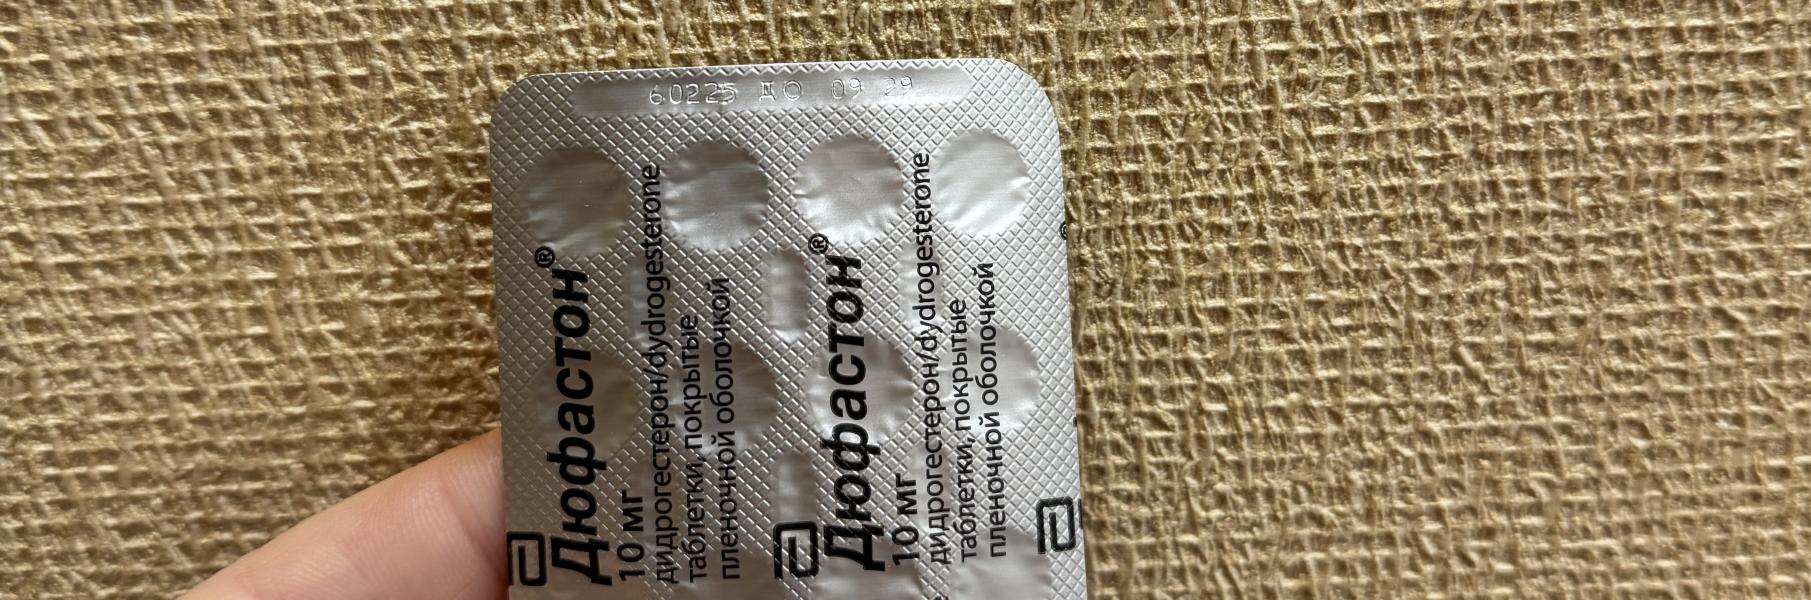 60225 до 09 29
Дюфастон®
10 мг
дидрогестерон/dydrogesterone
таблетки, покрытые
пленочной оболочкой
Дюфастон®
10 мг
дидрогестерон/dydrogesterone
таблетки, покрытые
пленочной оболочкой